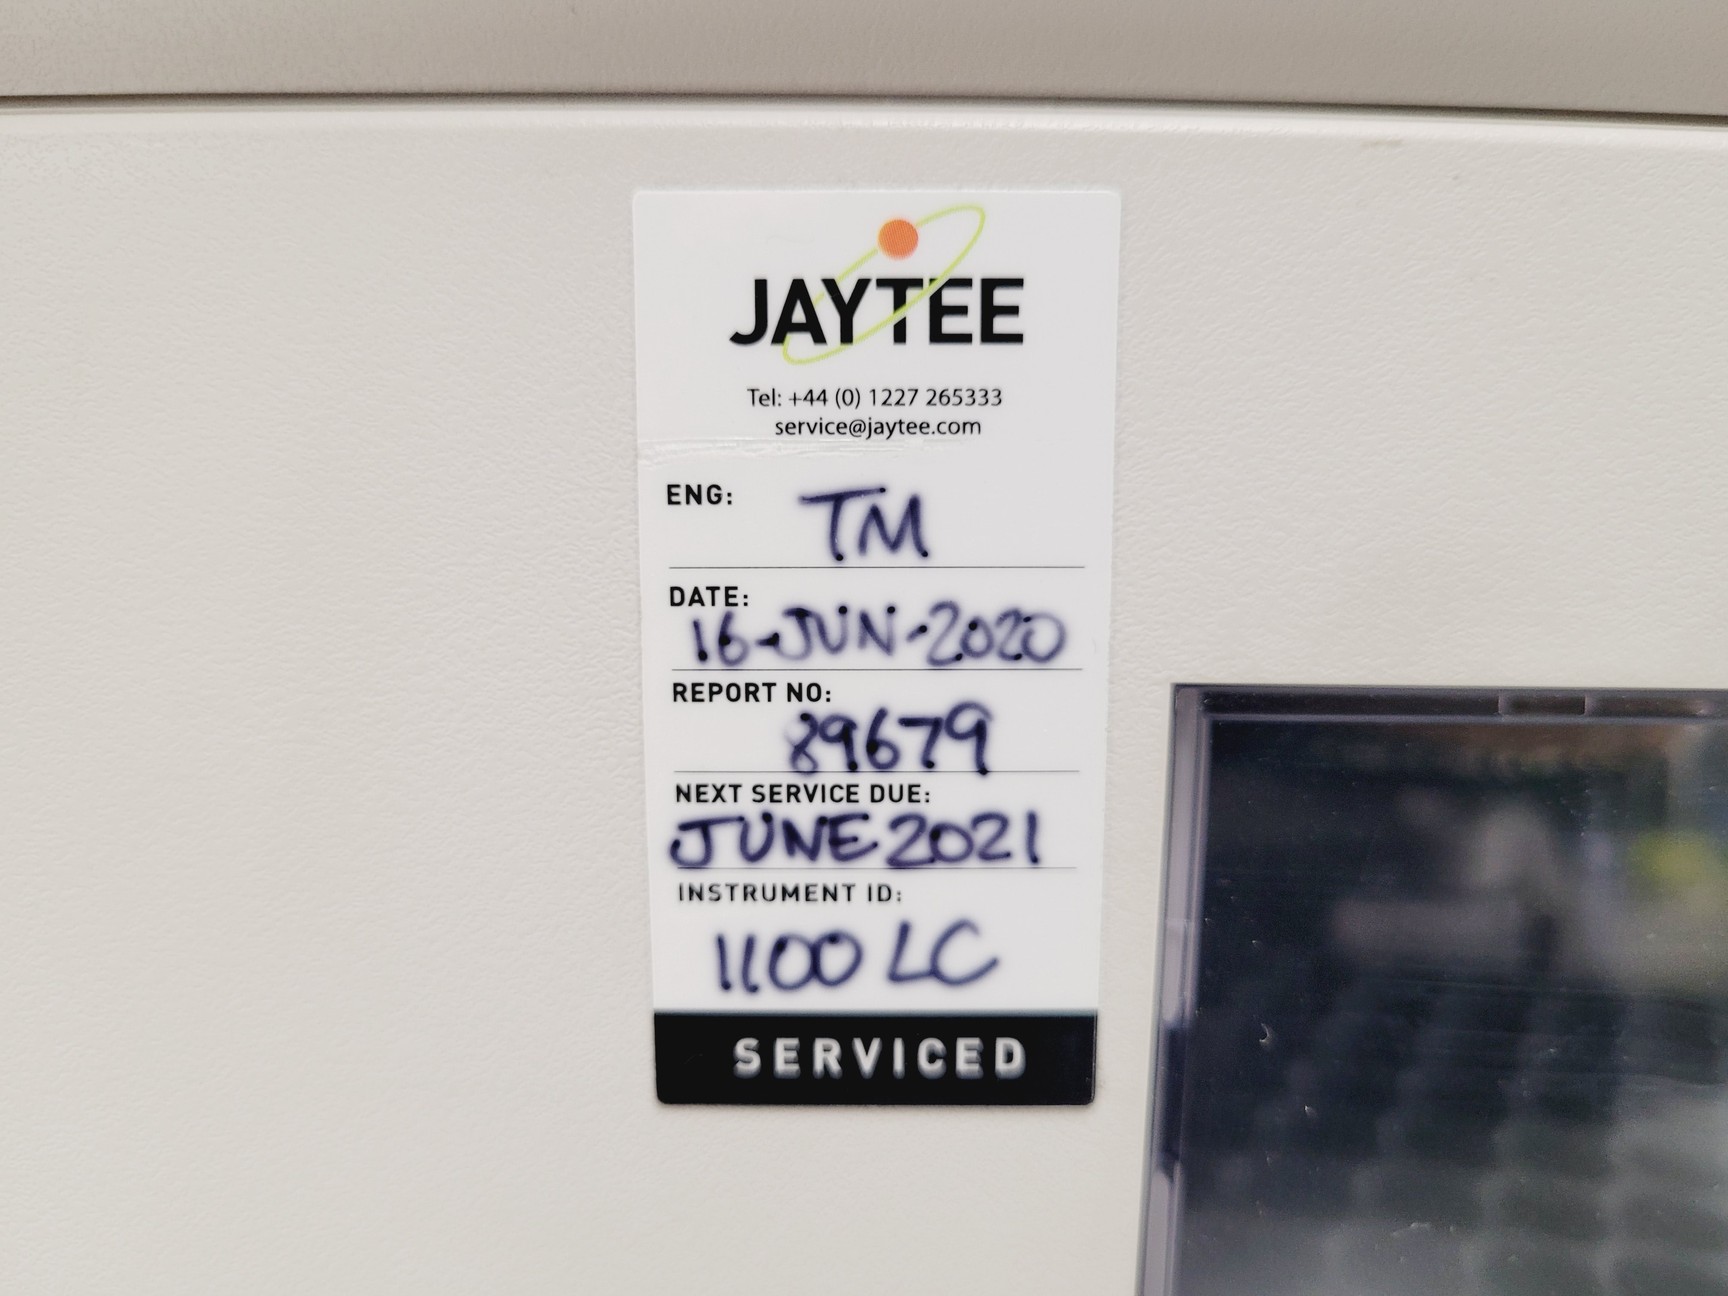 JAYTEE
Tel: +44 (0) 1227 265333
service@jaytee.com
ENG: TM
DATE:
16-JUN-2020
REPORT NO:
89679
NEXT SERVICE DUE:
JUNE 2021
INSTRUMENT ID:
1100 LC
SERVICED